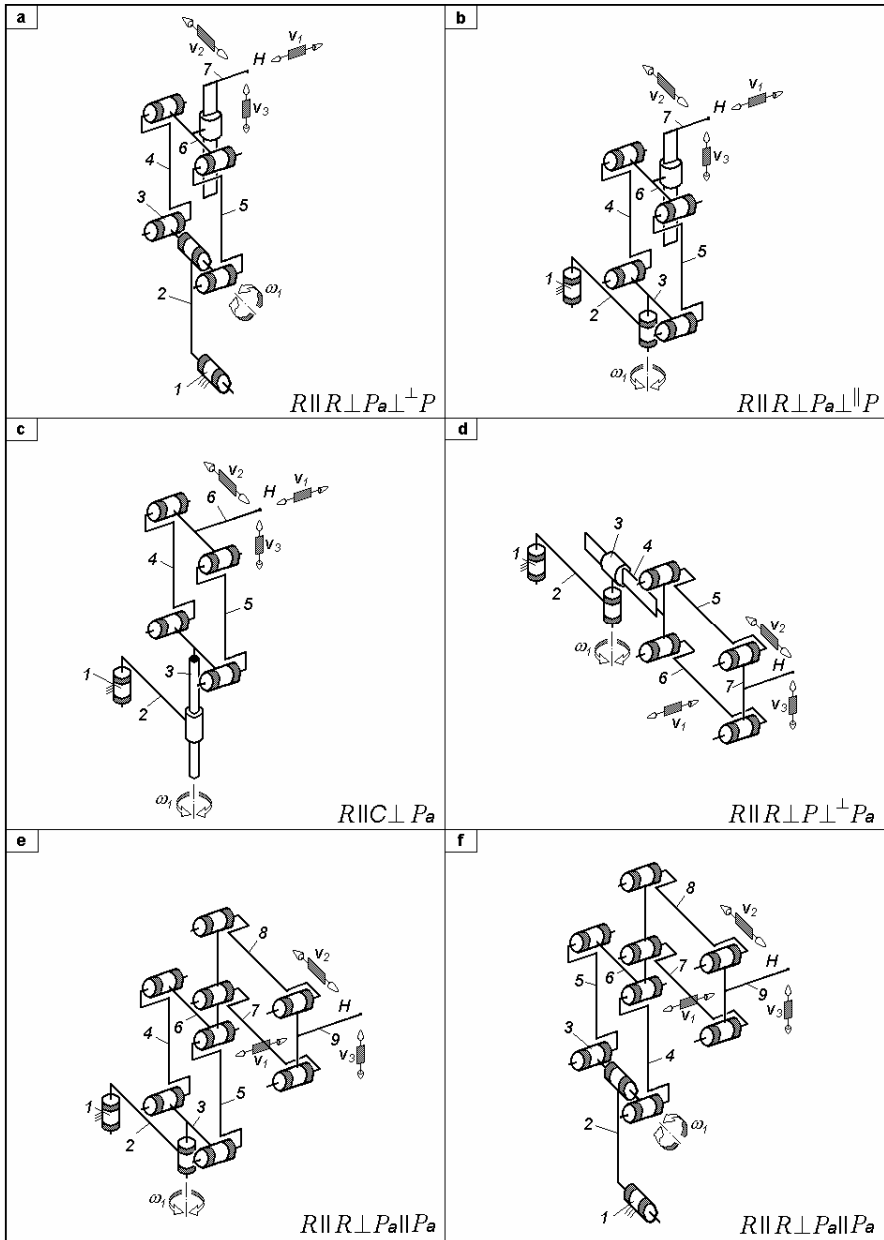 a
v₂
v₁
7
H
v₃
6
4
3
5
2
ω₁
1
R||R⊥Pa⊥^⊥P
b
v₂
v₁
H
7
v₃
6
4
5
1
3
2
ω₁
R||R⊥Pa⊥^||P
c
v₂
v₁
H
6
v₃
4
5
1
3
2
ω₁
R||C⊥Pa
d
3
1
4
2
5
v₂
ω₁
H
6
7
v₁
v₃
R||R⊥P⊥^⊥Pa
e
8
v₂
H
6
7
9
4
v₁
v₃
5
1
3
2
ω₁
R||R⊥Pa||Pa
f
8
v₂
H
6
7
5
9
v₁
v₃
3
4
2
ω₁
1
R||R⊥Pa||Pa